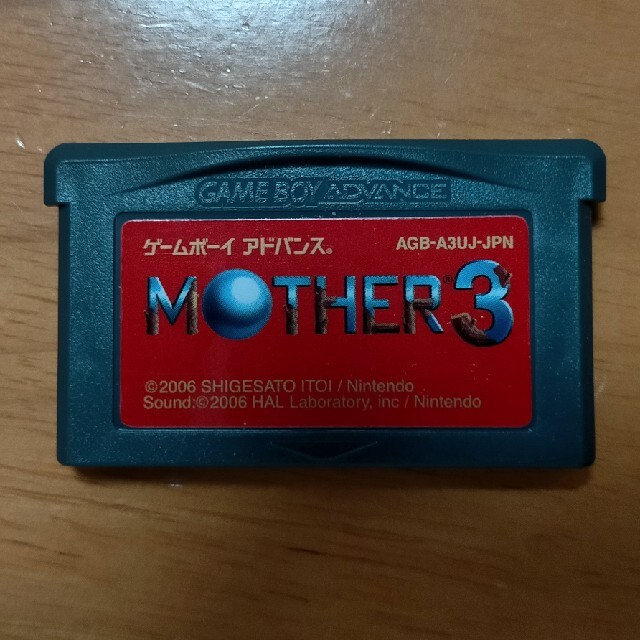 GAME BOY ADVANCE
ゲームボーイ アドバンス® AGB-A3UJ-JPN
MOTHER® 3
©2006 SHIGESATO ITOI / Nintendo
Sound:©2006 HAL Laboratory, inc / Nintendo